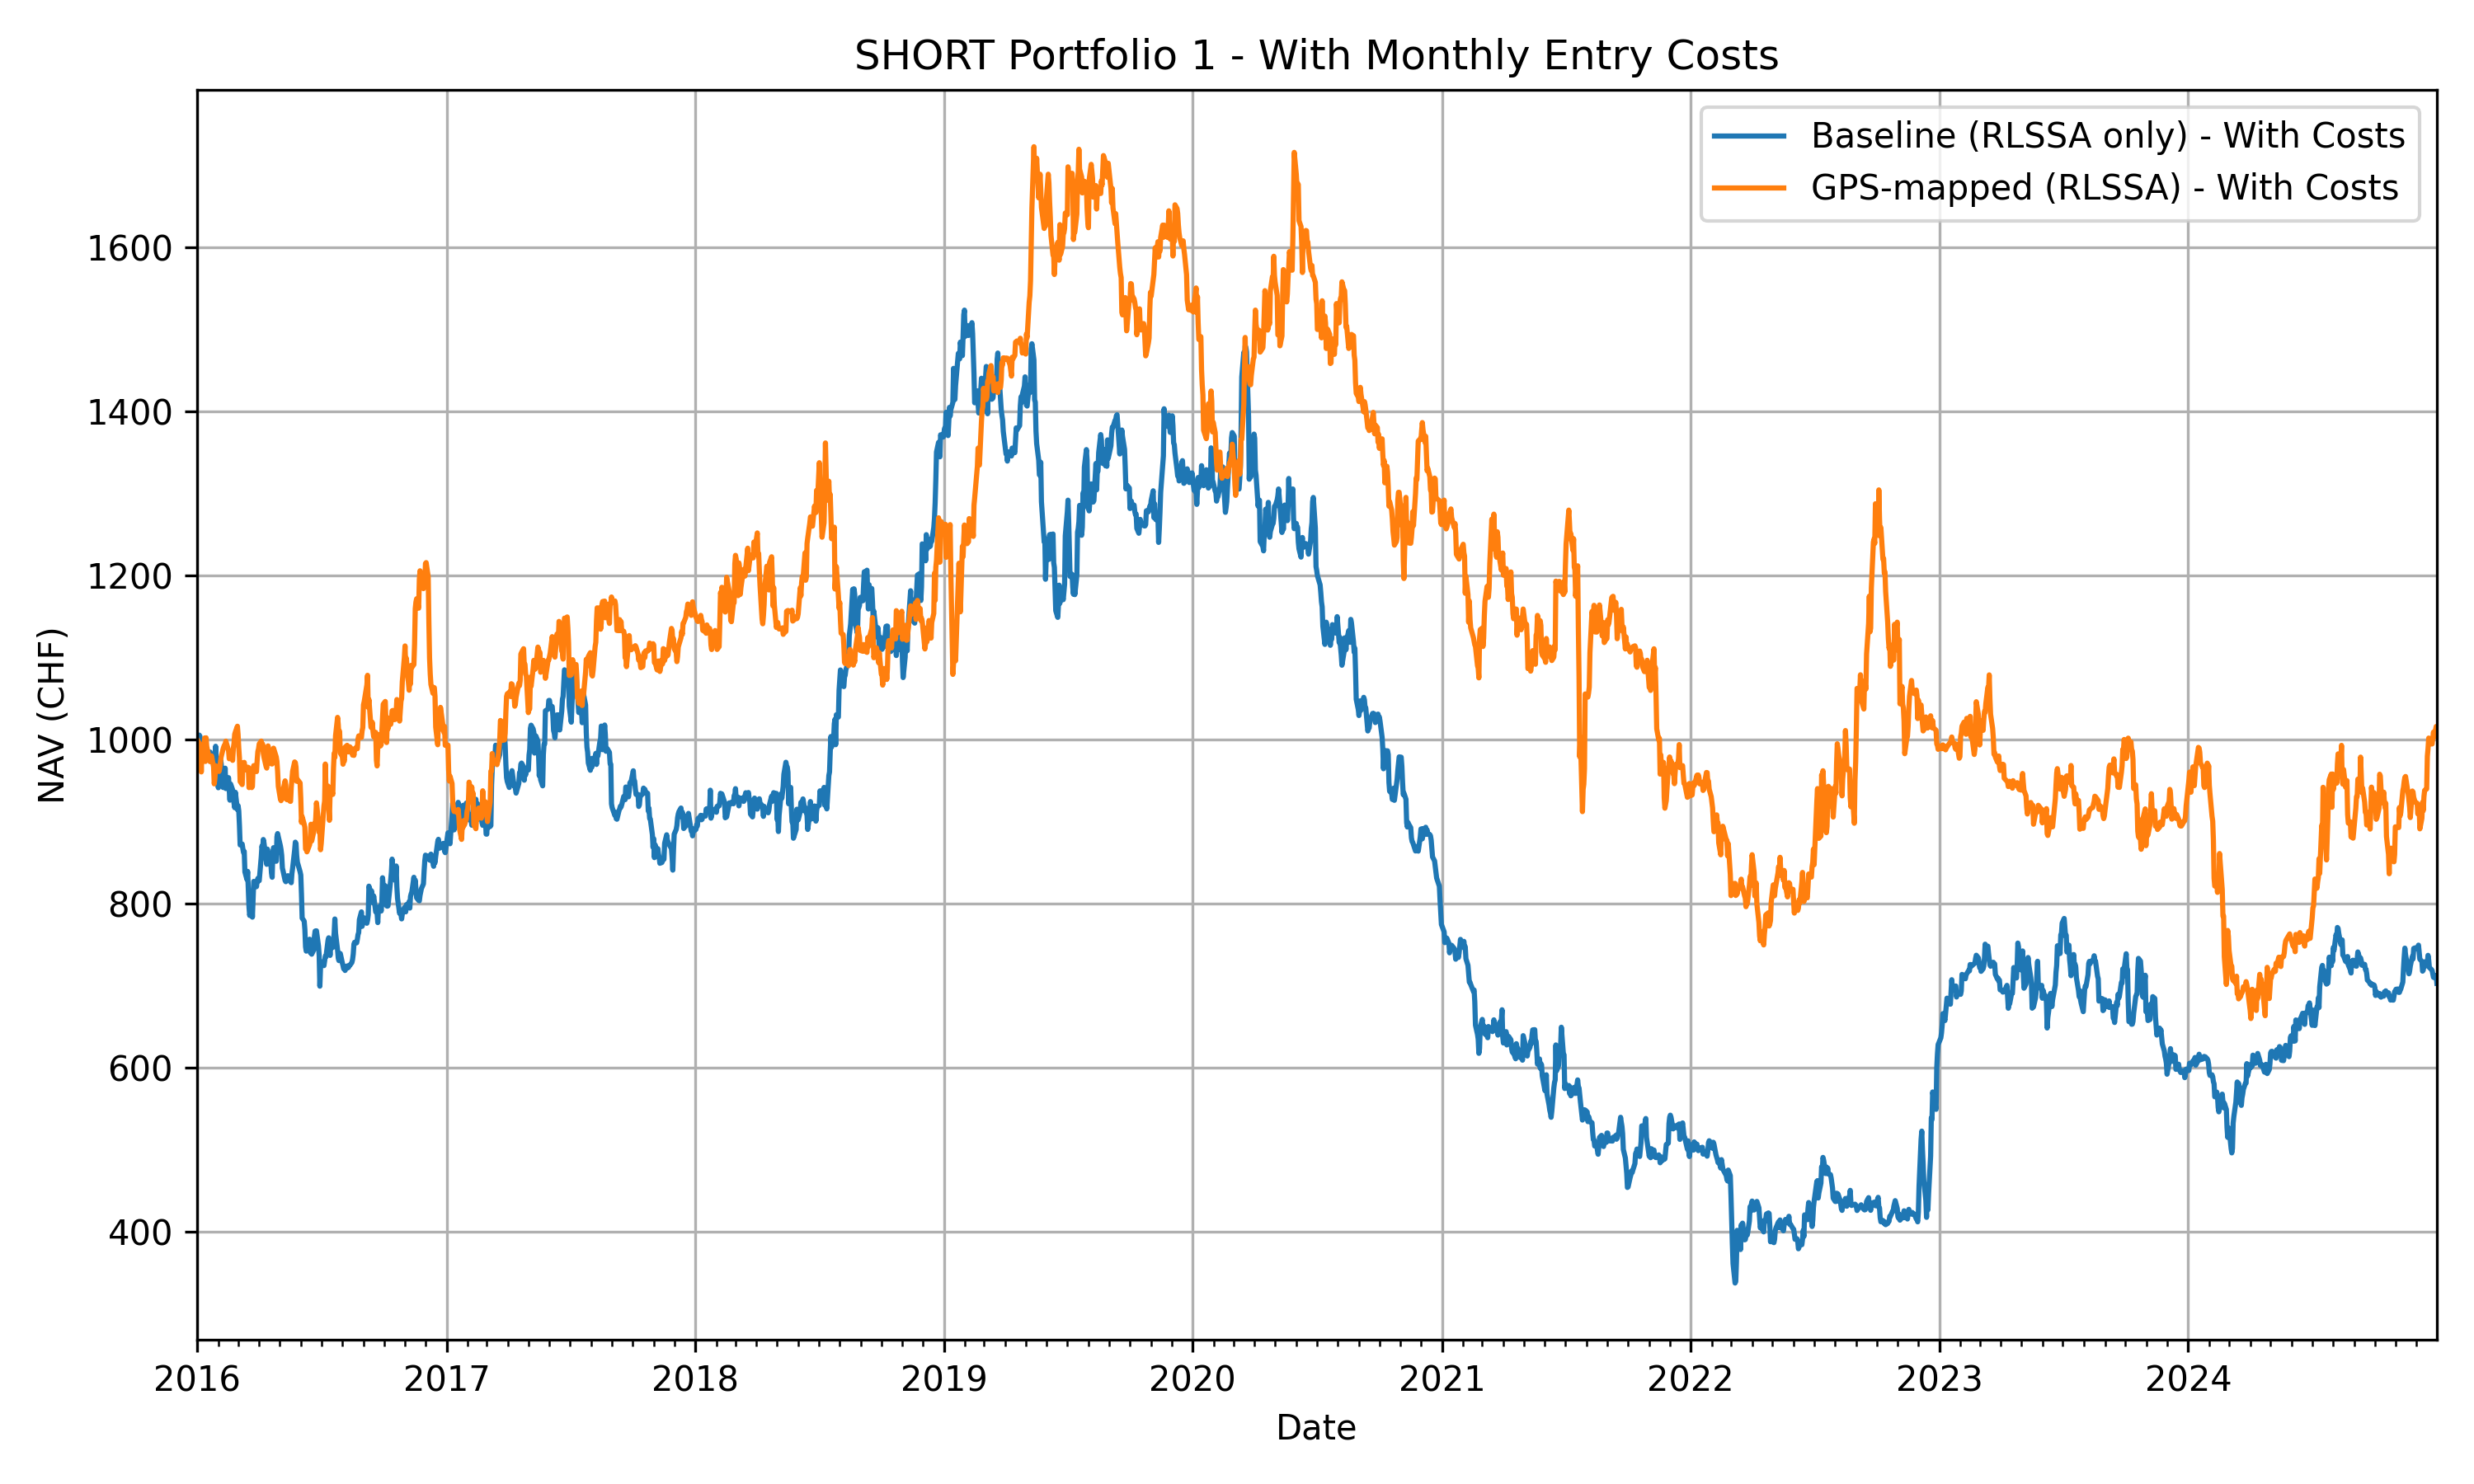 SHORT Portfolio 1 - With Monthly Entry Costs
Baseline (RLSSA only) - With Costs
GPS-mapped (RLSSA) - With Costs
NAV (CHF)
1600
1400
1200
1000
800
600
400
2016 2017 2018 2019 2020 2021 2022 2023 2024
Date